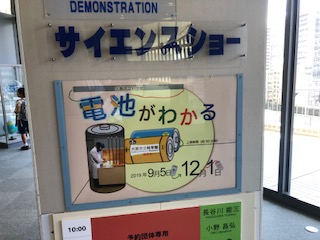 DEMONSTRATION
サイエンスショー
電池がわかる
2019年9月5日
12月1日
10:00
予約団体専用
長谷川 能三
小野 昌弘